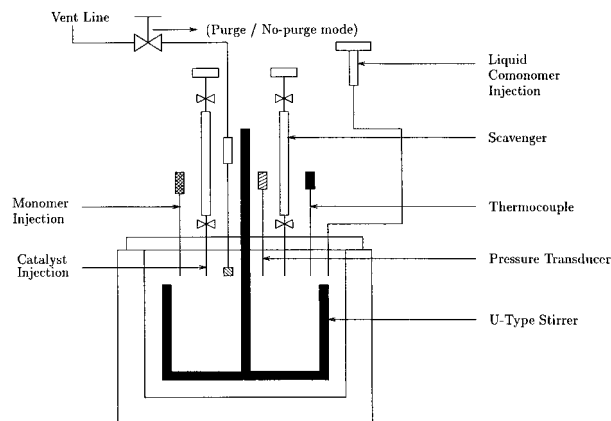 Vent Line
(Purge / No-purge mode)
Liquid
Comonomer
Injection
Scavenger
Monomer
Injection
Thermocouple
Catalyst
Injection
Pressure Transducer
U-Type Stirrer